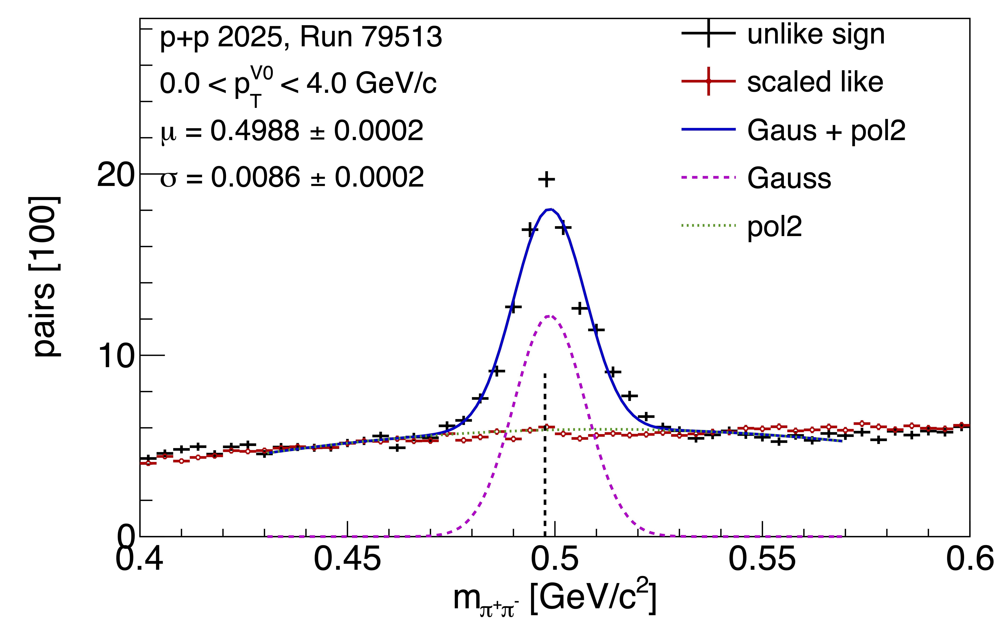 p+p 2025, Run 79513
0.0 < p_T^V0 < 4.0 GeV/c
μ = 0.4988 ± 0.0002
σ = 0.0086 ± 0.0002
unlike sign
scaled like
Gaus + pol2
Gauss
pol2
pairs [100]
20
10
0
0.4 0.45 0.5 0.55 0.6
m_π⁺π⁻ [GeV/c²]